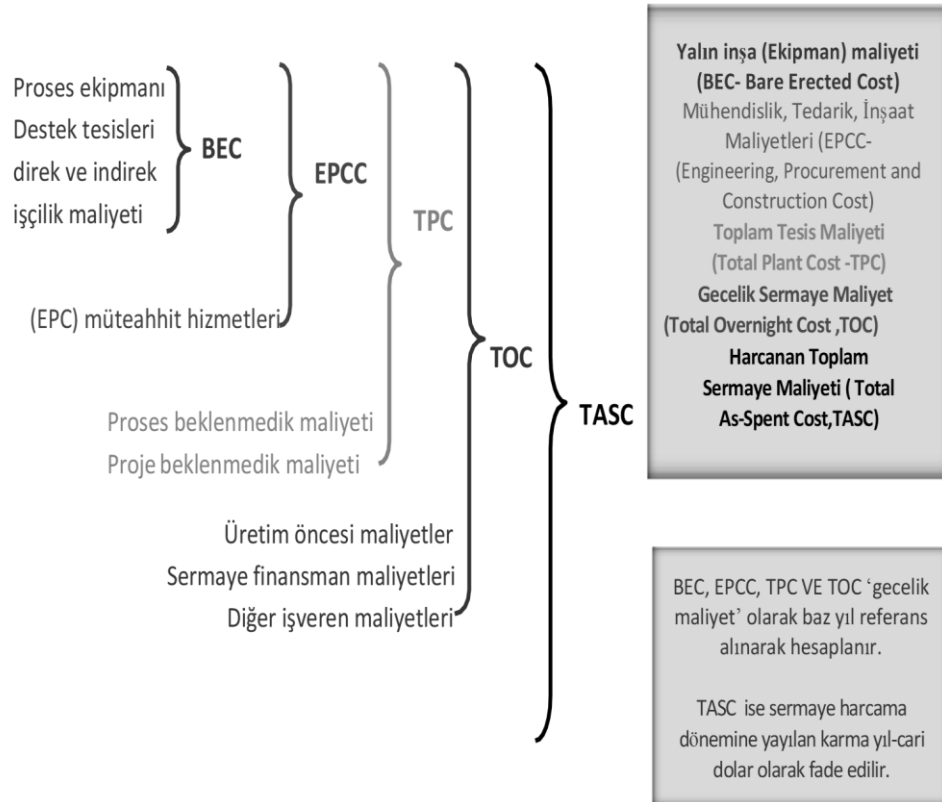 Proses ekipmanı
Destek tesisleri
direk ve indirek
işçilik maliyeti
BEC
(EPC) müteahhit hizmetleri
EPCC
Proses beklenmedik maliyeti
Proje beklenmedik maliyeti
TPC
Üretim öncesi maliyetler
Sermaye finansman maliyetleri
Diğer işveren maliyetleri
TOC
TASC
Yalın inşa (Ekipman) maliyeti
(BEC- Bare Erected Cost)
Mühendislik, Tedarik, İnşaat
Maliyetleri (EPCC-
(Engineering, Procurement and
Construction Cost)
Toplam Tesis Maliyeti
(Total Plant Cost -TPC)
Gecelik Sermaye Maliyet
(Total Overnight Cost ,TOC)
Harcanan Toplam
Sermaye Maliyeti ( Total
As-Spent Cost,TASC)
BEC, EPCC, TPC VE TOC ‘gecelik
maliyet’ olarak baz yıl referans
alınarak hesaplanır.
TASC ise sermaye harcama
dönemine yayılan karma yıl-cari
dolar olarak fade edilir.